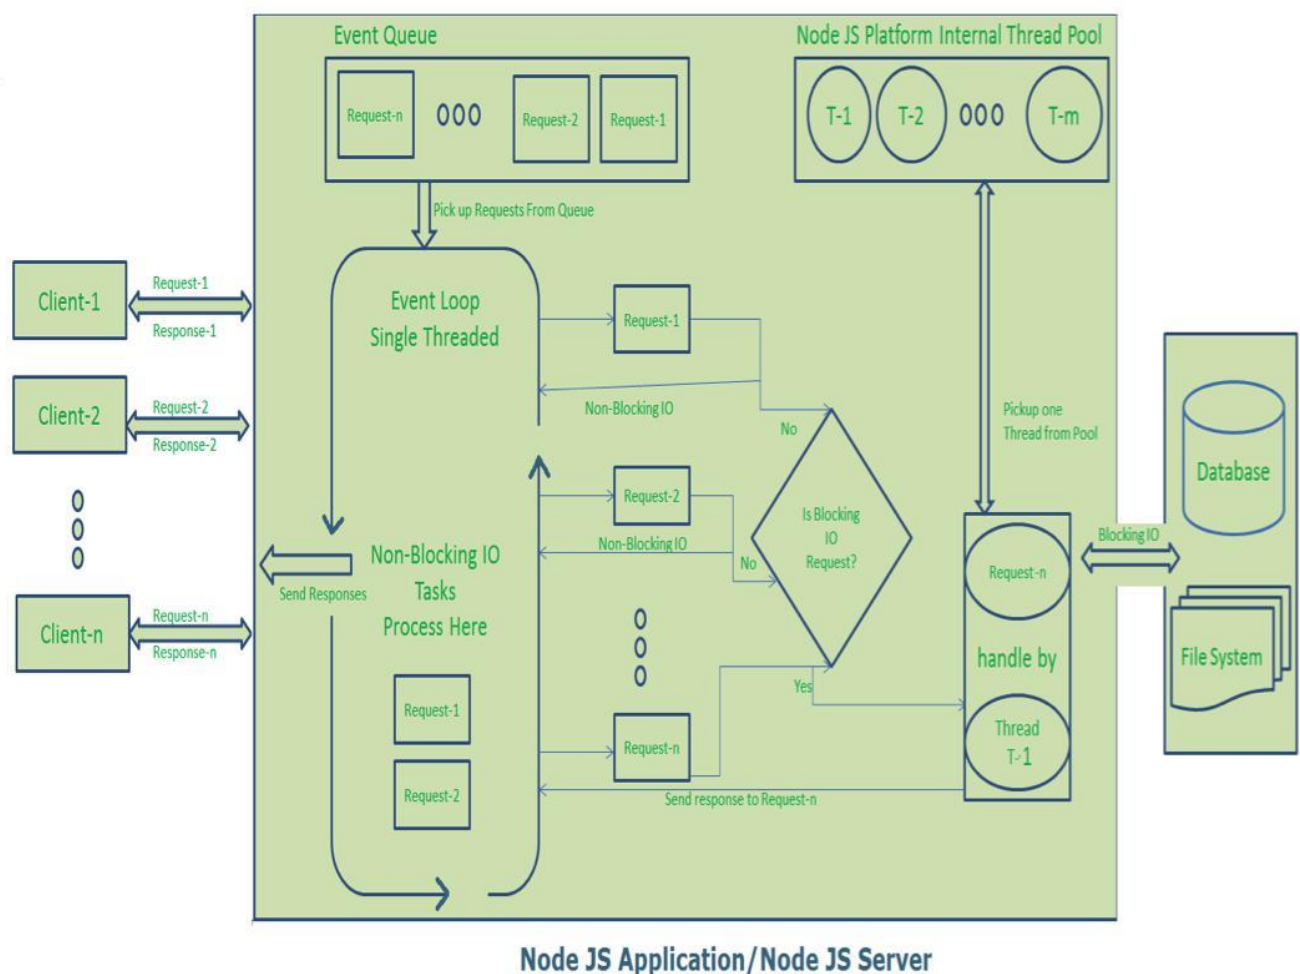 Event Queue
Node JS Platform Internal Thread Pool
Request-n
Request-2
Request-1
T-1
T-2
T-m
Pick up Requests From Queue
Client-1
Request-1
Response-1
Event Loop
Single Threaded
Request-1
Non-Blocking IO
No
Client-2
Request-2
Response-2
Pickup one
Thread from Pool
Database
Request-2
Non-Blocking IO
No
Is Blocking
IO
Request?
Blocking IO
Request-n
Non-Blocking IO
Tasks
Process Here
Send Responses
Client-n
Request-n
Response-n
handle by
File System
Yes
Request-1
Request-n
Thread
T-1
Request-2
Send response to Request-n
Node JS Application/Node JS Server